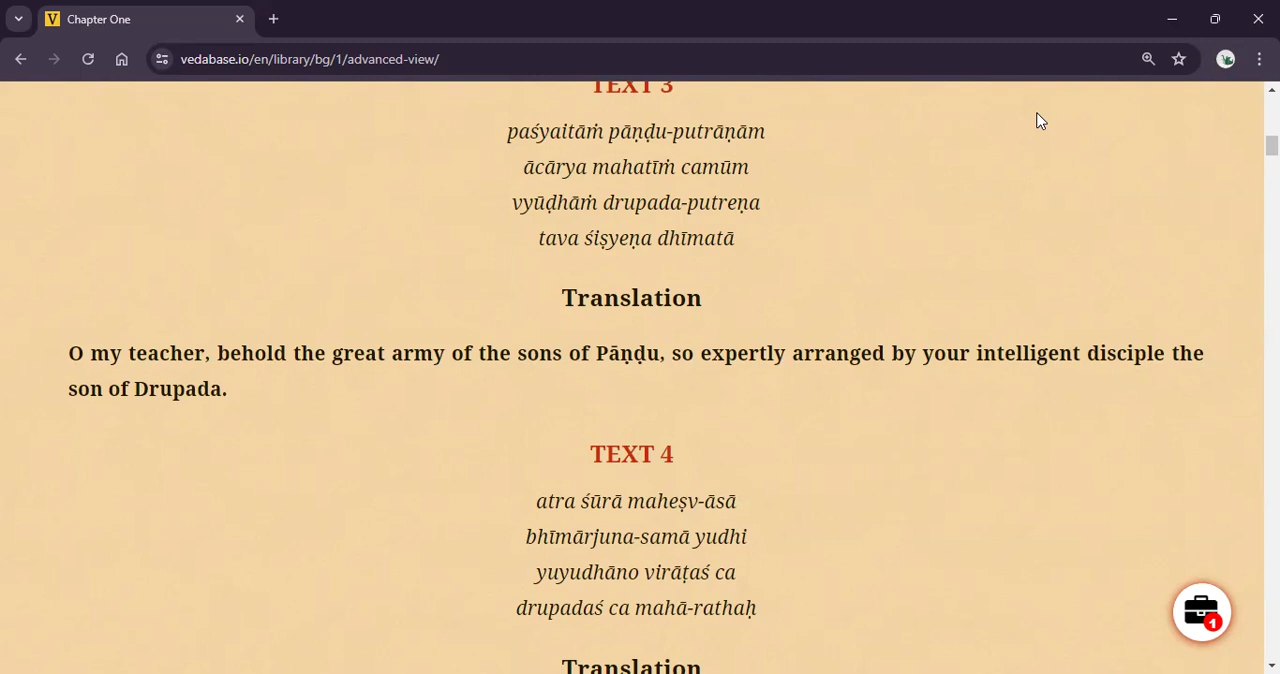 Chapter One
vedabase.io/en/library/bg/1/advanced-view/
TEXT 3
paśyaitāṁ pāṇḍu-putrāṇām
ācārya mahatīṁ camūm
vyūḍhāṁ drupada-putreṇa
tava śiṣyeṇa dhīmatā
Translation
O my teacher, behold the great army of the sons of Pāṇḍu, so expertly arranged by your intelligent disciple the
son of Drupada.
TEXT 4
atra śūrā maheṣv-āsā
bhīmārjuna-samā yudhi
yuyudhāno virāṭaś ca
drupadaś ca mahā-rathaḥ
1
Translation